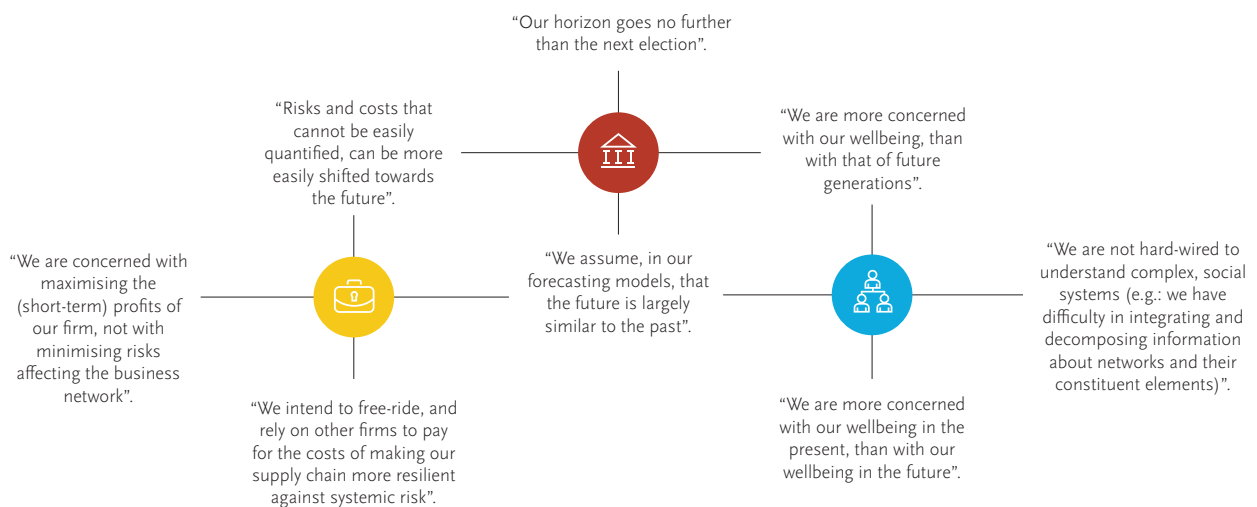 “Our horizon goes no further
than the next election”.
“Risks and costs that
cannot be easily
quantified, can be more
easily shifted towards
the future”.
“We are more concerned
with our wellbeing, than
with that of future
generations”.
“We are concerned with
maximising the
(short-term) profits of
our firm, not with
minimising risks
affecting the business
network”.
“We assume, in our
forecasting models, that
the future is largely
similar to the past”.
“We are not hard-wired to
understand complex, social
systems (e.g.: we have
difficulty in integrating and
decomposing information
about networks and their
constituent elements)”.
“We intend to free-ride, and
rely on other firms to pay
for the costs of making our
supply chain more resilient
against systemic risk”.
“We are more concerned
with our wellbeing in the
present, than with our
wellbeing in the future”.